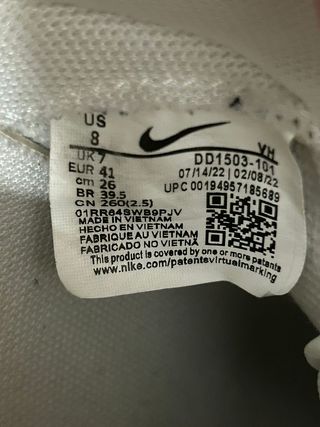 US
8
UK 7
EUR 41
cm 26
BR 39.5
CN 260(2.5)
VH
DD1503-101
07/14/22 | 02/08/22
UPC 00194957185689
01RR64SWB9PJV
MADE IN VIETNAM
HECHO EN VIETNAM
FABRIQUE AU VIETNAM
FABRICADO NO VIETNÃ
This product is covered by one or more patents
www.nike.com/patentsvirtualmarking